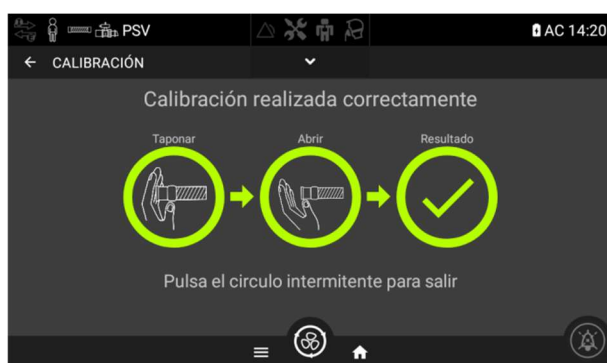 PSV
AC 14:20
CALIBRACIÓN
Calibración realizada correctamente
Taponar
Abrir
Resultado
Pulsa el circulo intermitente para salir